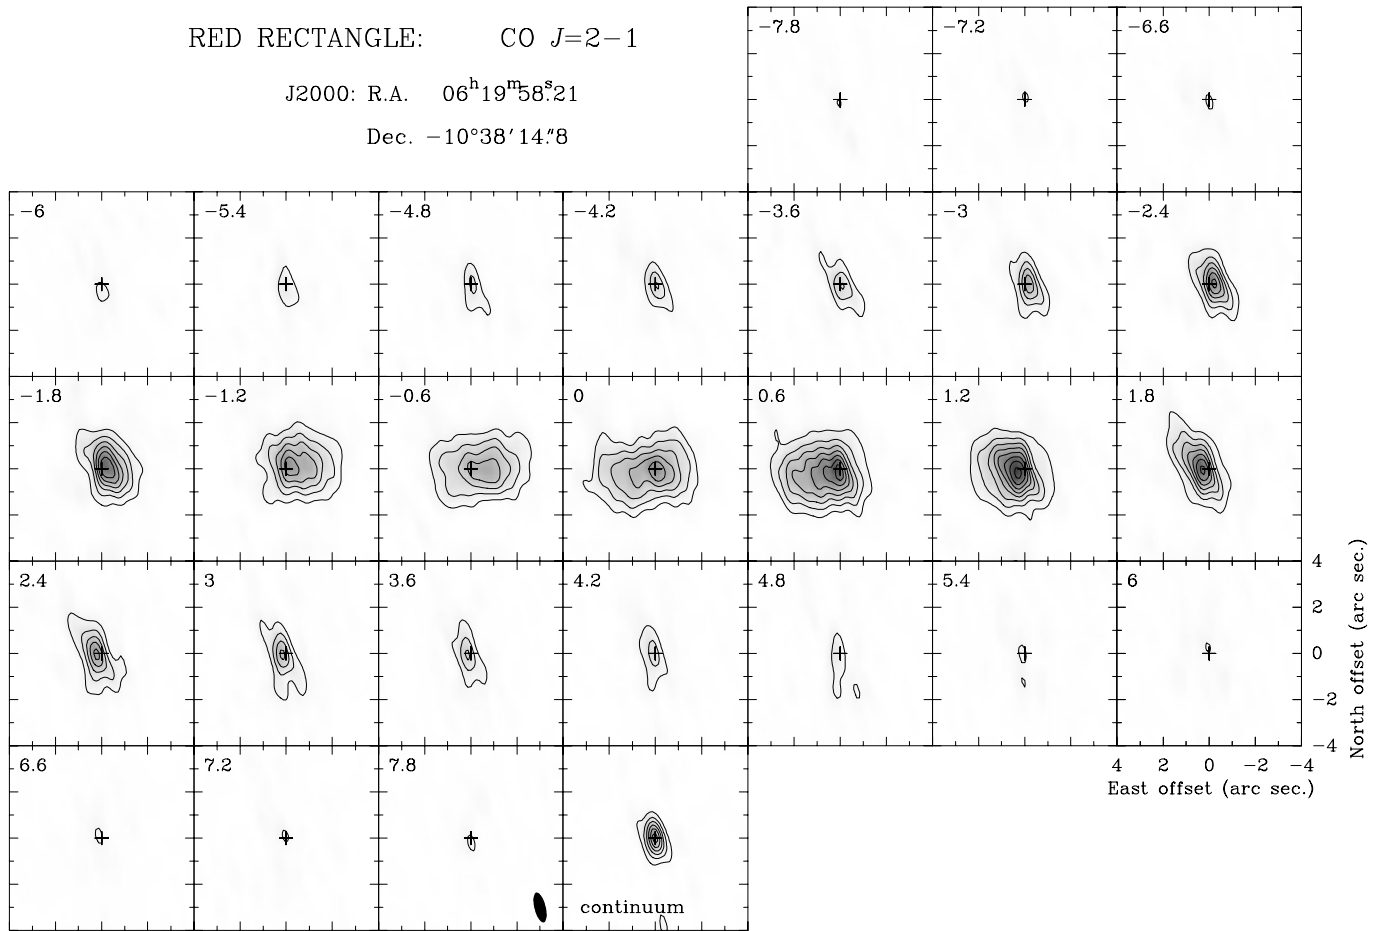 RED RECTANGLE: CO J=2−1
J2000: R.A. 06h19m58s.21
Dec. −10°38′14″.8
−7.8 −7.2 −6.6
−6 −5.4 −4.8 −4.2 −3.6 −3 −2.4
−1.8 −1.2 −0.6 0 0.6 1.2 1.8
2.4 3 3.6 4.2 4.8 5.4 6
4
2
0
−2
−4
North offset (arc sec.)
4 2 0 −2 −4
East offset (arc sec.)
6.6 7.2 7.8
continuum